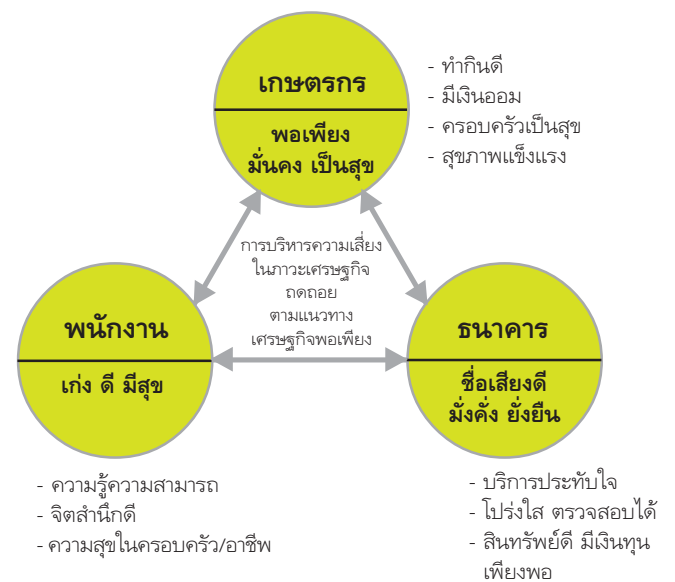 เกษตรกร
พอเพียง
มั่นคง เป็นสุข
- ทำกินดี
- มีเงินออม
- ครอบครัวเป็นสุข
- สุขภาพแข็งแรง
การบริหารความเสี่ยง
ในภาวะเศรษฐกิจ
ถดถอย
ตามแนวทาง
เศรษฐกิจพอเพียง
พนักงาน
เก่ง ดี มีสุข
- ความรู้ความสามารถ
- จิตสำนึกดี
- ความสุขในครอบครัว/อาชีพ
ธนาคาร
ชื่อเสียงดี
มั่งคั่ง ยั่งยืน
- บริการประทับใจ
- โปร่งใส ตรวจสอบได้
- สินทรัพย์ดี มีเงินทุน
เพียงพอ